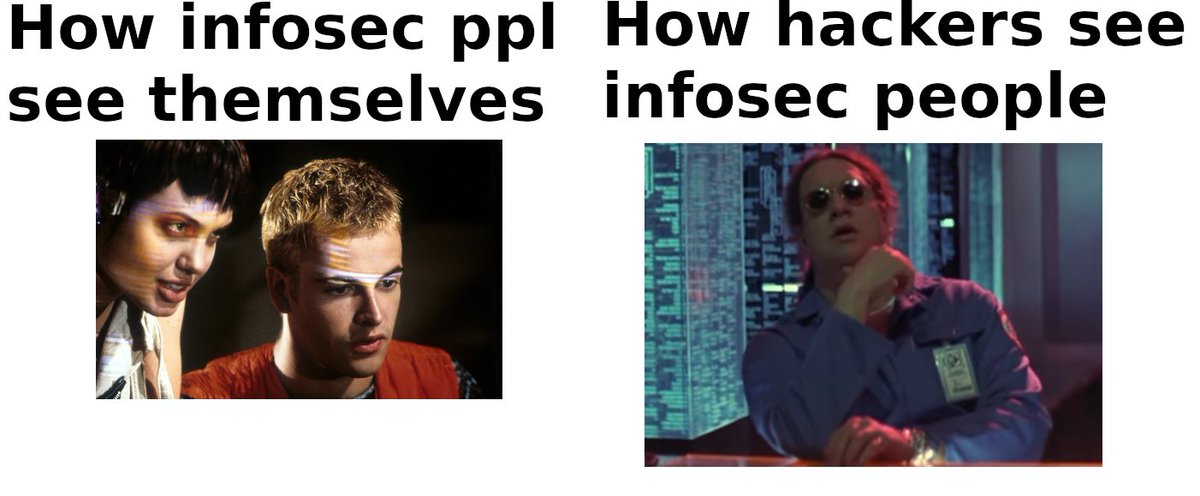 How infosec ppl
see themselves
How hackers see
infosec people